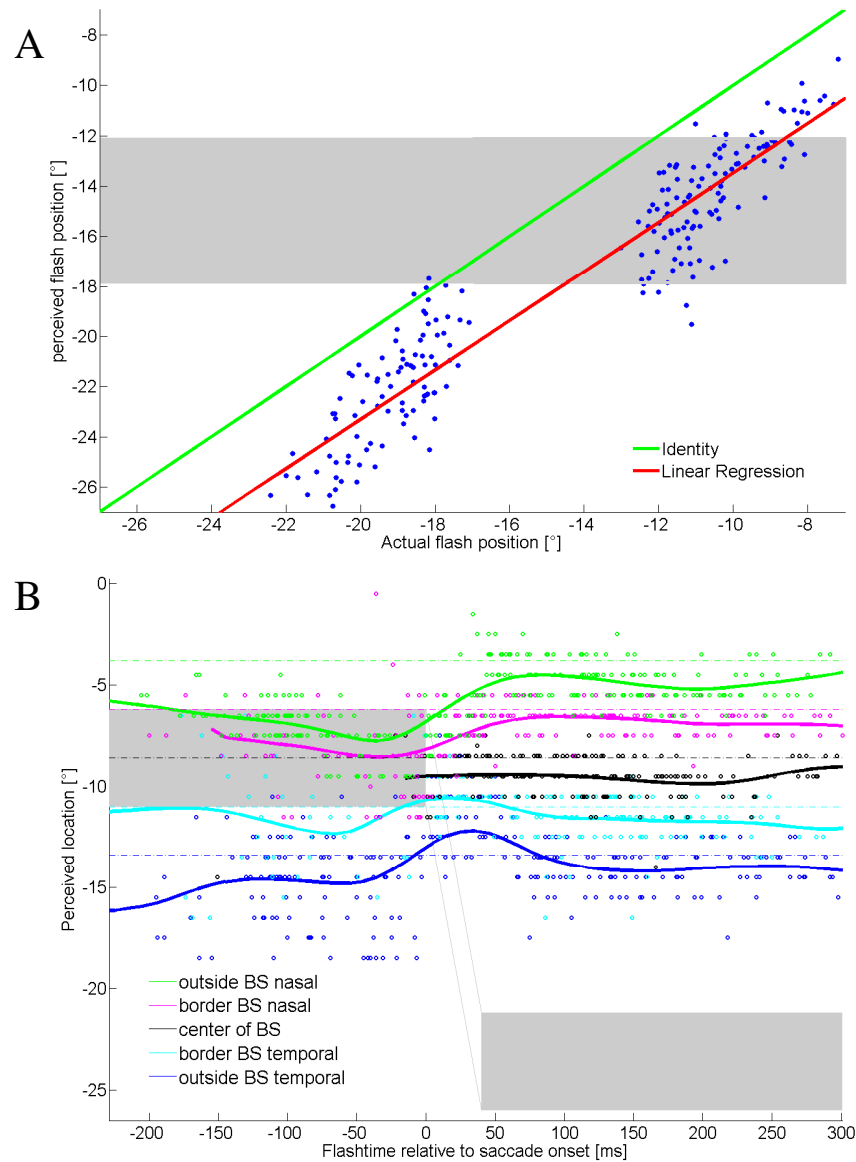 A
-7
-8
-10
-12
-14
-16
-18
-20
-22
-24
-26
perceived flash position [°]
Identity
Linear Regression
-26 -24 -22 -20 -18 -16 -14 -12 -10 -8
Actual flash position [°]
B
0
-5
-10
-15
-20
-25
Perceived location [°]
outside BS nasal
border BS nasal
center of BS
border BS temporal
outside BS temporal
-200 -150 -100 -50 0 50 100 150 200 250 300
Flashtime relative to saccade onset [ms]